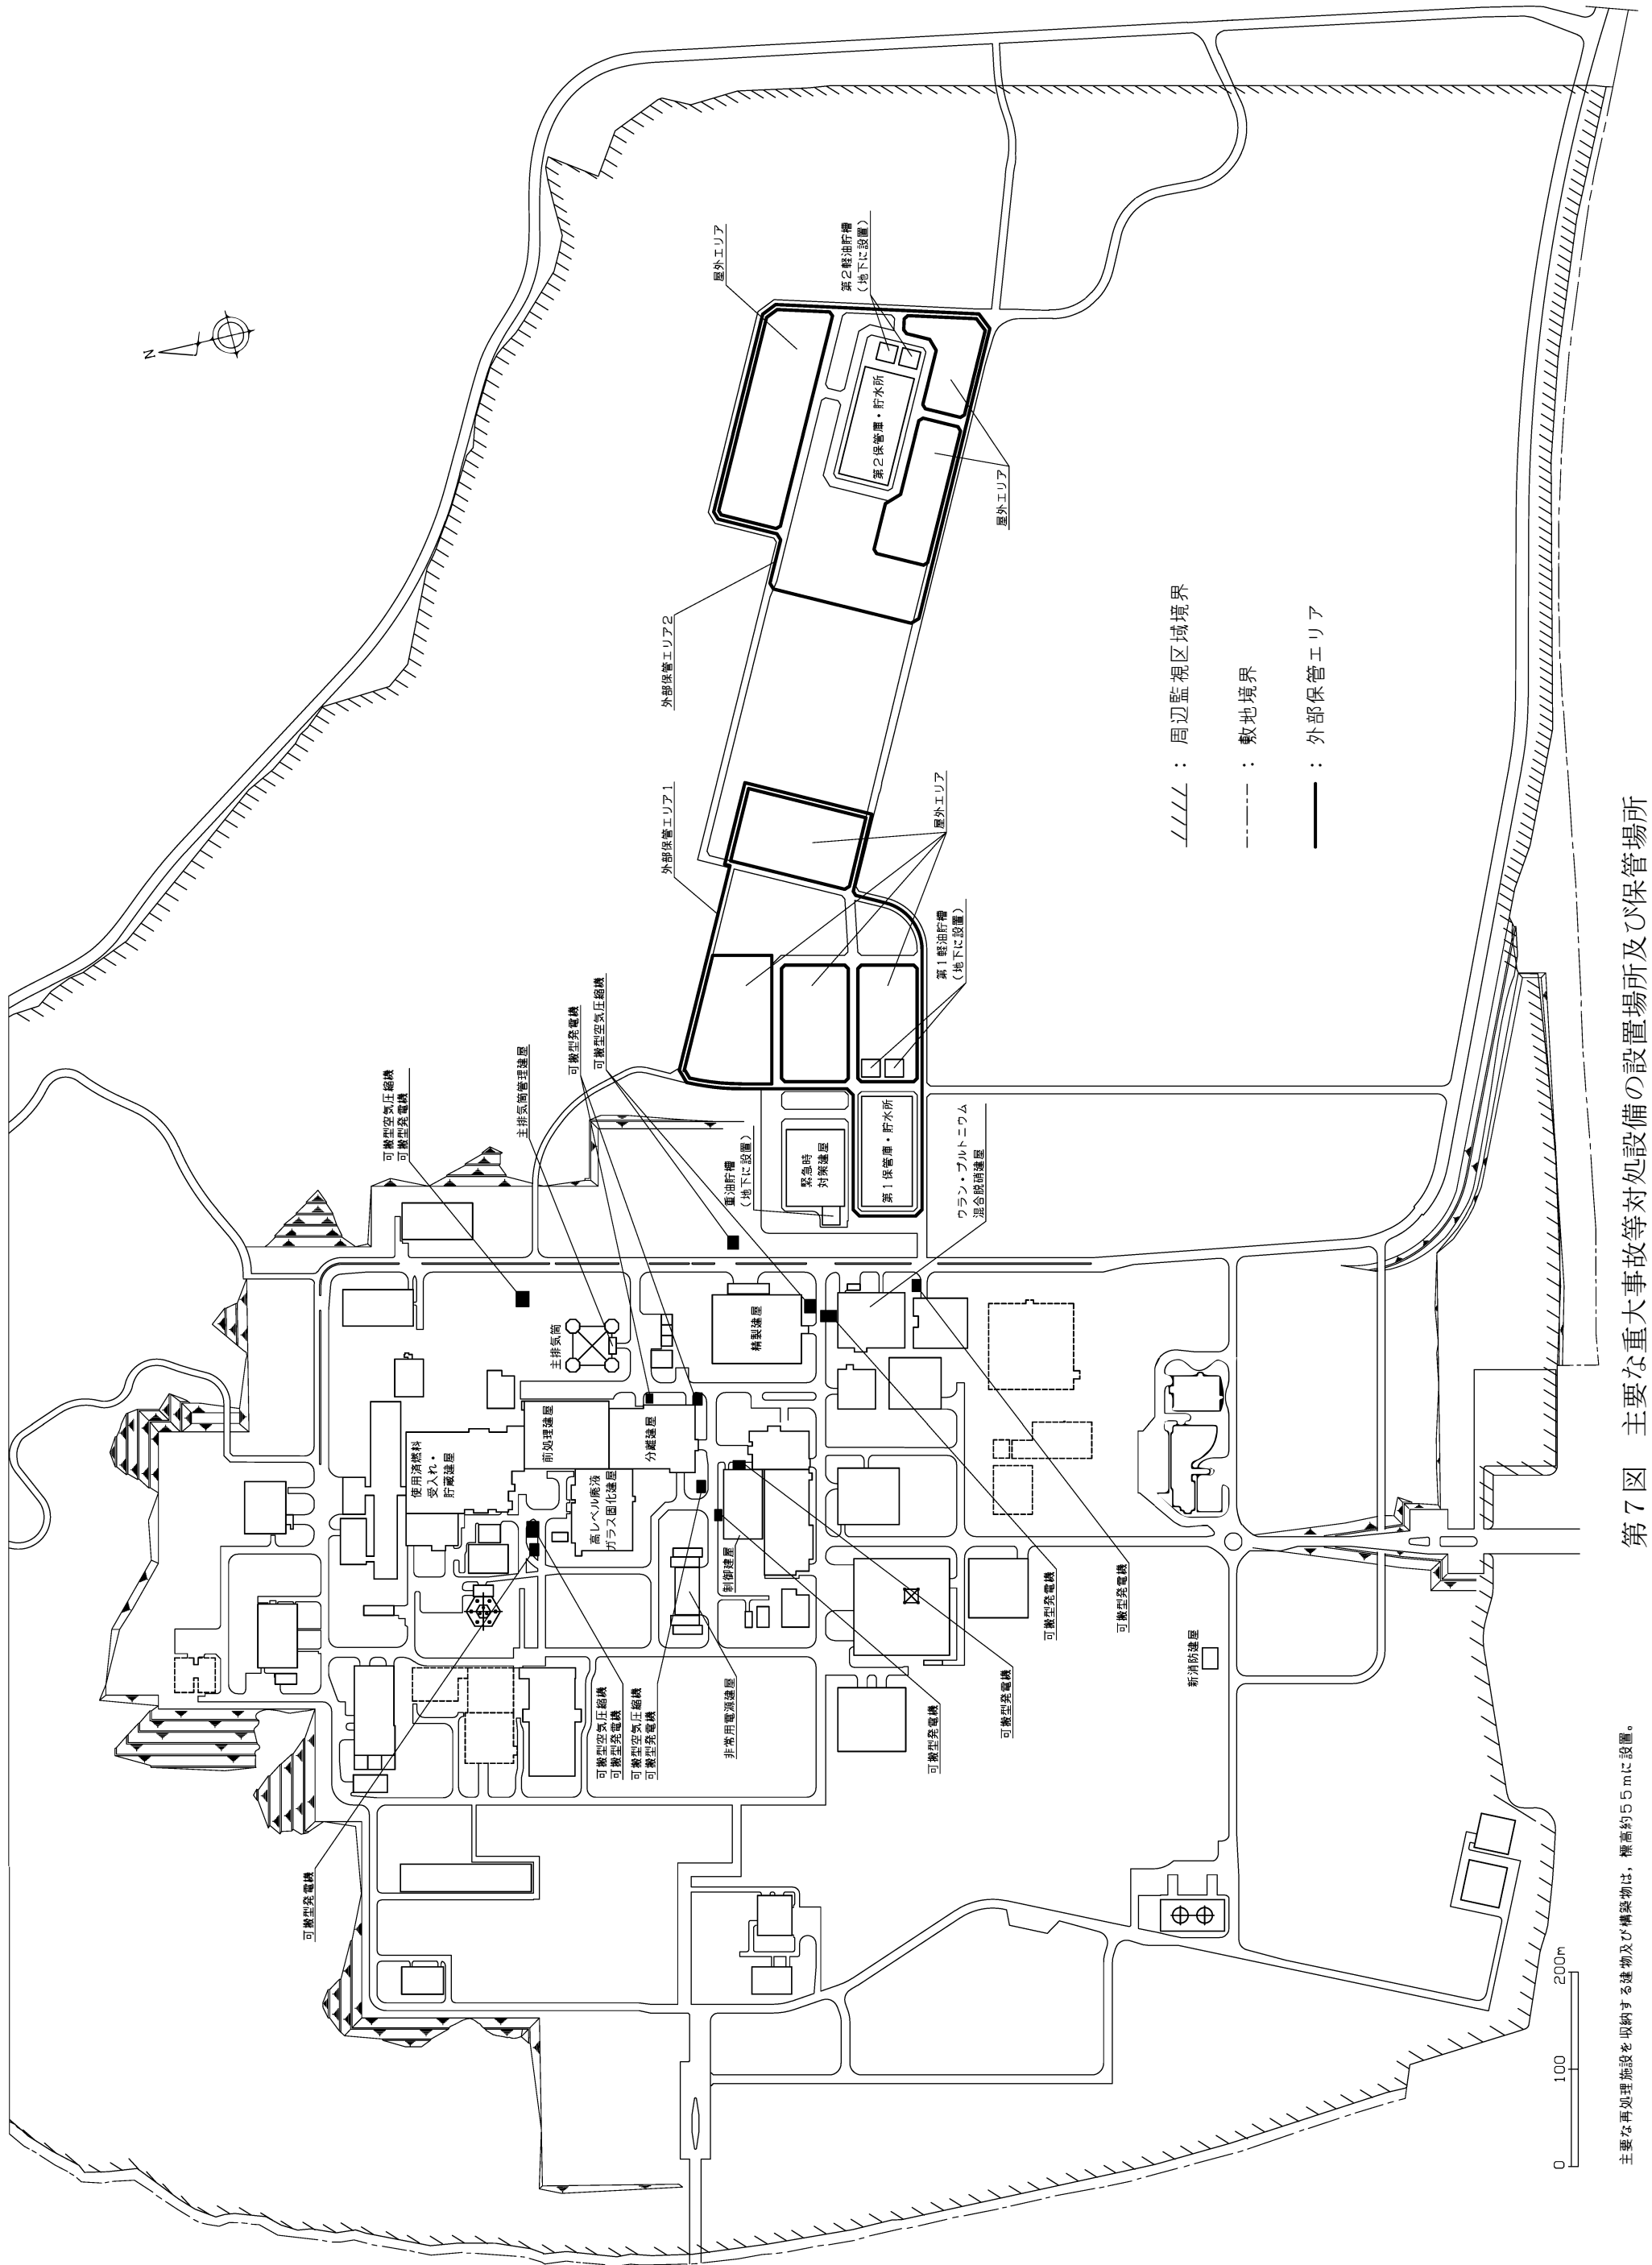 N
屋外エリア
第2軽油貯槽
(地下に設置)
第2保管庫・貯水所
屋外エリア
外部保管エリア2
外部保管エリア1
屋外エリア
第1軽油貯槽
(地下に設置)
第1保管庫・貯水所
緊急時
対策建屋
重油貯槽
(地下に設置)
ウラン・プルトニウム
混合脱硝建屋
可搬型空気圧縮機
可搬型発電機
主排気筒管理建屋
可搬型発電機
可搬型空気圧縮機
主排気筒
精製建屋
使用済燃料
受入れ・
貯蔵建屋
前処理建屋
分離建屋
高レベル廃液
ガラス固化建屋
制御建屋
非常用電源建屋
可搬型発電機
可搬型空気圧縮機
可搬型発電機
可搬型空気圧縮機
可搬型発電機
可搬型発電機
可搬型発電機
可搬型発電機
可搬型発電機
新消防建屋
:周辺監視区域境界
:敷地境界
:外部保管エリア
0 100 200m
主要な再処理施設を収納する建物及び構築物は,標高約55mに設置。
第7図 主要な重大事故等対処設備の設置場所及び保管場所